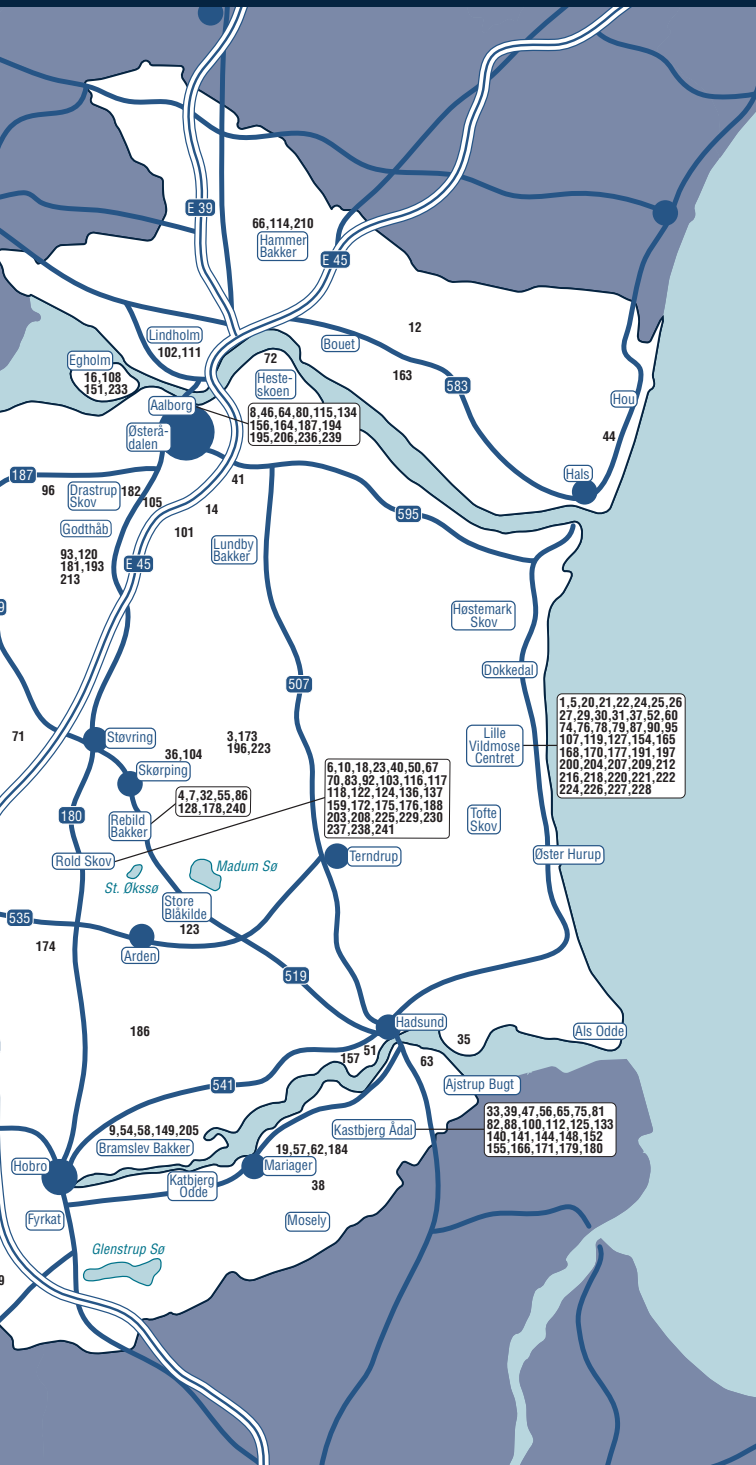 E 39
66,114,210
Hammer
Bakker
E 45
12
Lindholm
102,111
Bouet
72
Egholm
16,108
151,233
163
583
Heste-
skoen
Hou
Aalborg
8,46,64,80,115,134
156,164,187,194
195,206,236,239
Østerå-
dalen
44
Hals
187
41
96
Drastrup
Skov
182
105
14
595
Godthåb
101
Lundby
Bakker
93,120
181,193
213
E 45
9
Høstemark
Skov
Dokkedal
507
1,5,20,21,22,24,25,26
27,29,30,31,37,52,60
74,76,78,79,87,90,95
107,119,127,154,165
168,170,177,191,197
200,204,207,209,212
216,218,220,221,222
224,226,227,228
71
Støvring
3,173
196,223
Lille
Vildmose
Centret
36,104
Skørping
6,10,18,23,40,50,67
70,83,92,103,116,117
118,122,124,136,137
159,172,175,176,188
203,208,225,229,230
237,238,241
4,7,32,55,86
128,178,240
180
Rebild
Bakker
Tofte
Skov
Rold Skov
Terndrup
Øster Hurup
Madum Sø
St. Økssø
Store
Blåkilde
123
535
174
Arden
519
Hadsund
186
35
Als Odde
51
157
63
541
Ajstrup Bugt
33,39,47,56,65,75,81
82,88,100,112,125,133
140,141,144,148,152
155,166,171,179,180
9,54,58,149,205
Kastbjerg Ådal
Bramslev Bakker
19,57,62,184
Hobro
Mariager
Katbjerg
Odde
38
Fyrkat
Mosely
Glenstrup Sø
9